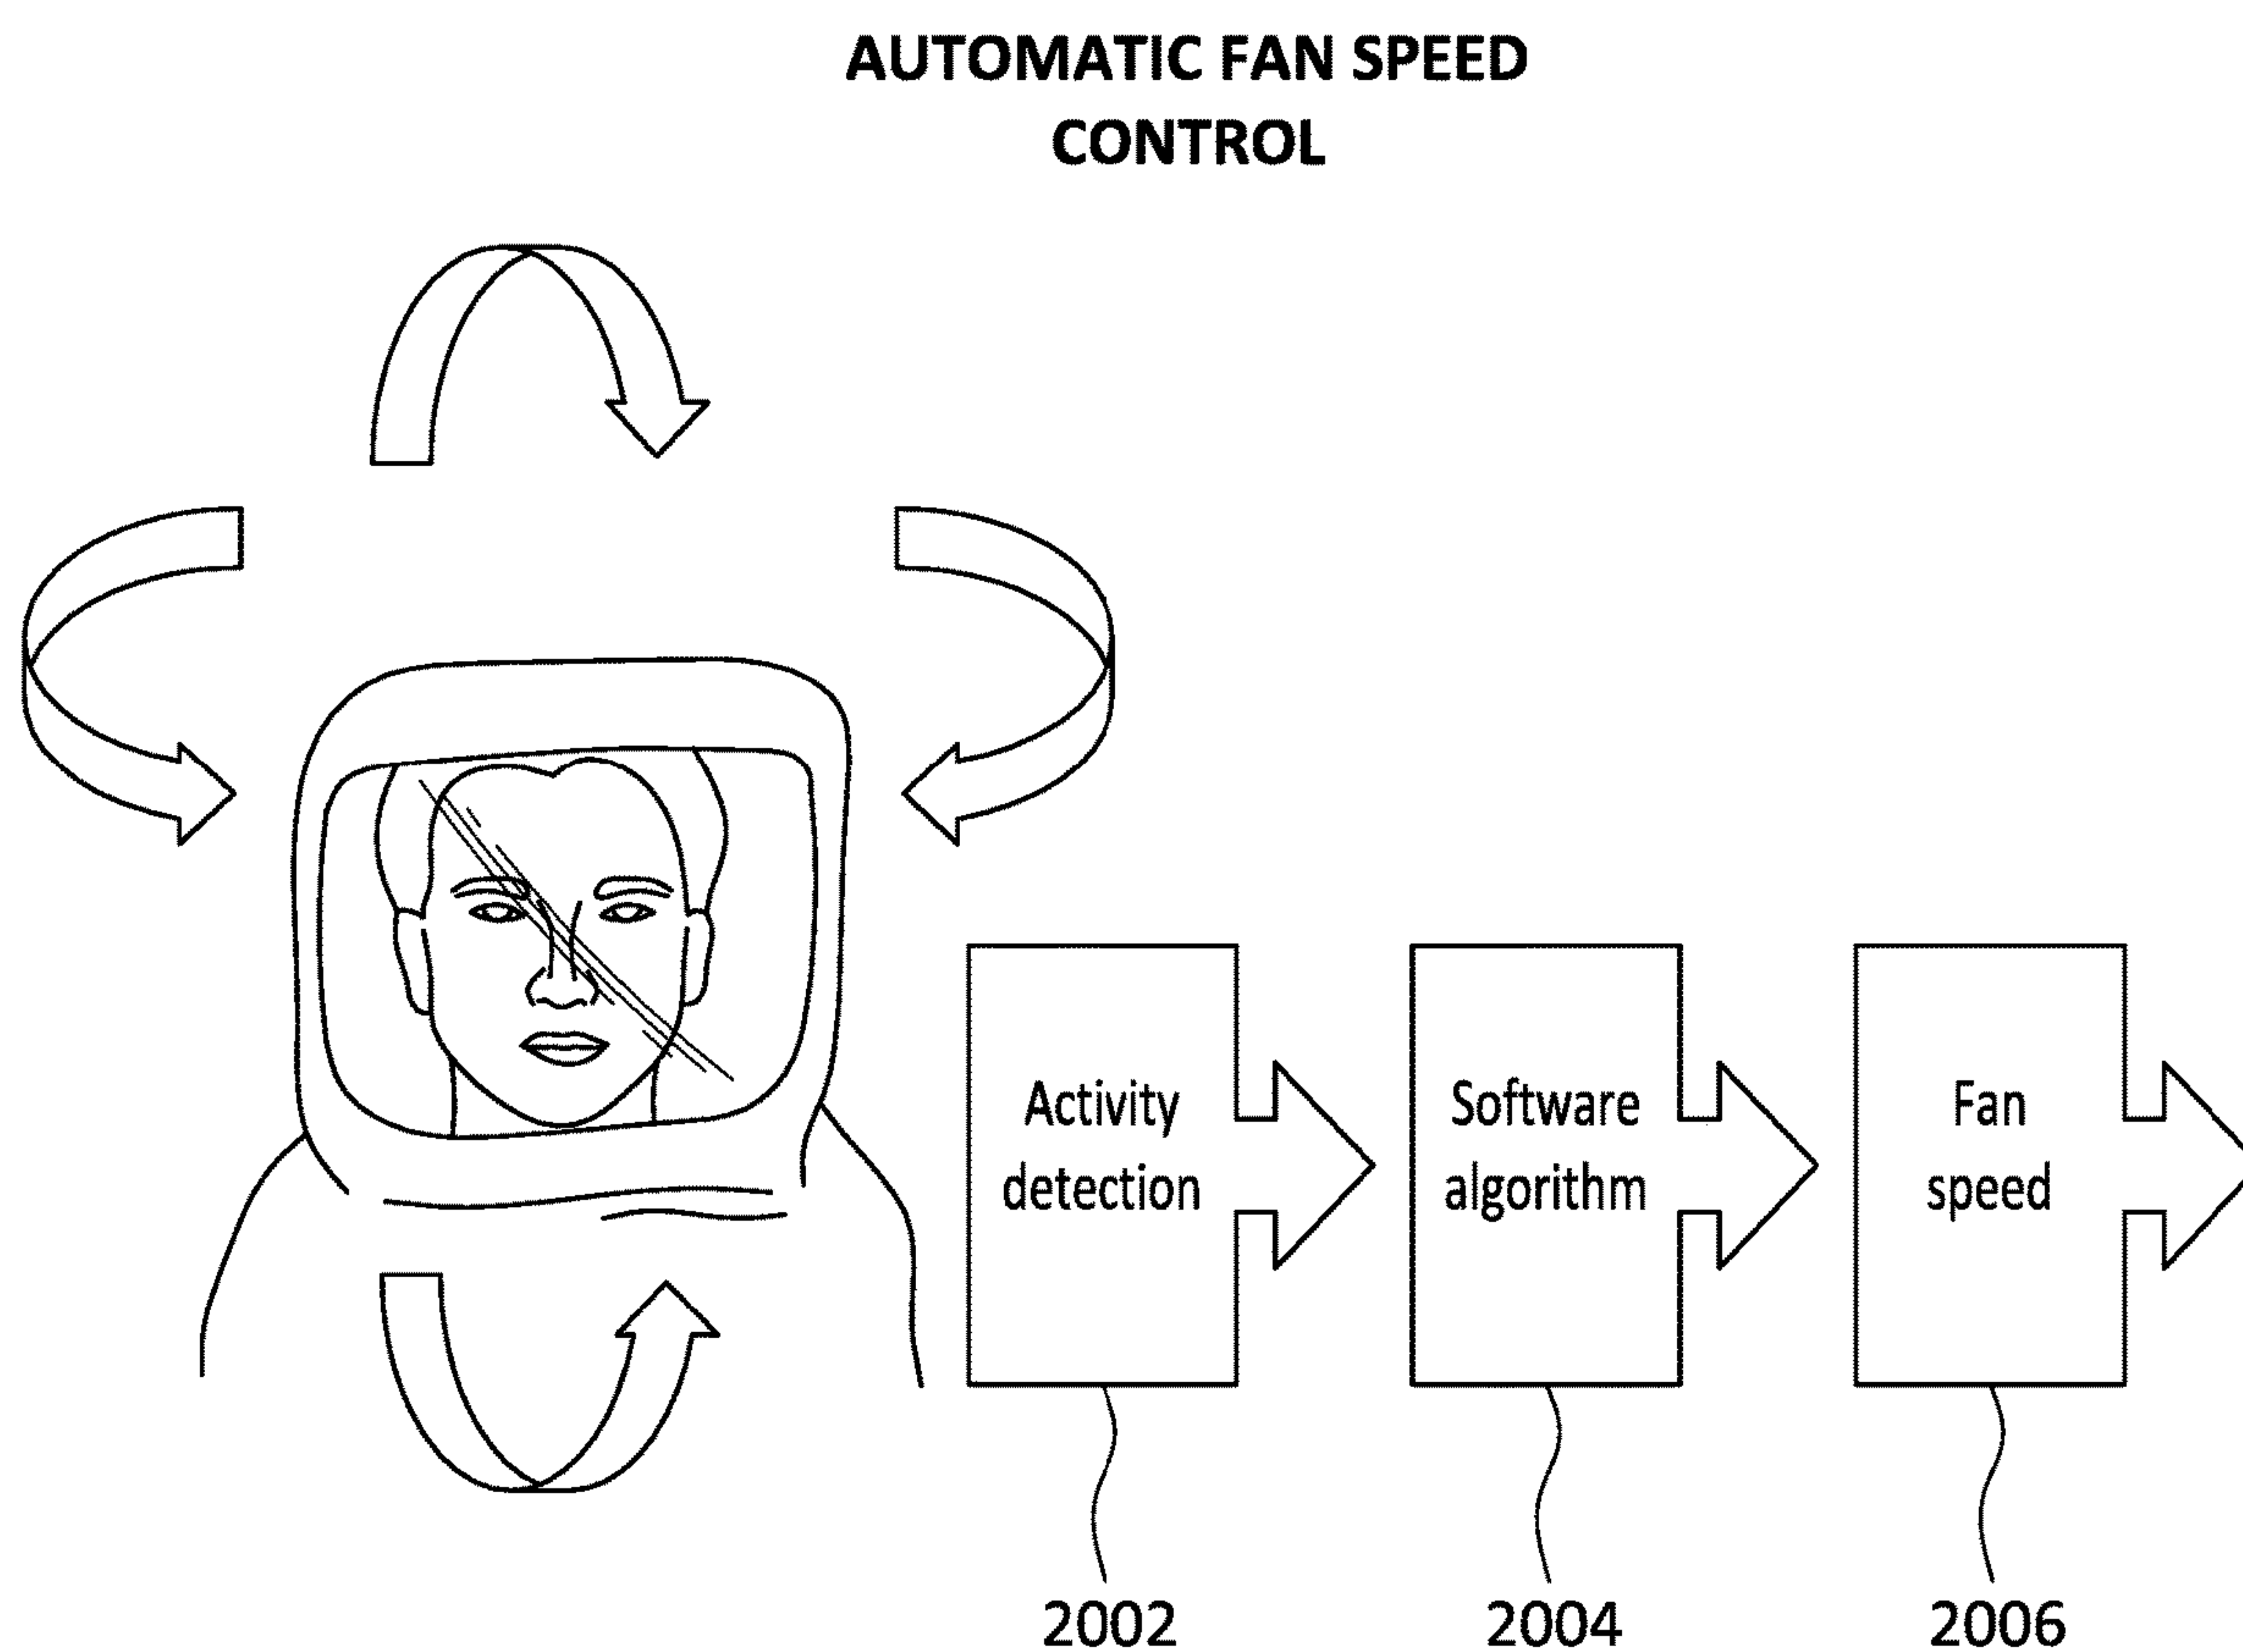 AUTOMATIC FAN SPEED
CONTROL
Activity
detection
Software
algorithm
Fan
speed
2002
2004
2006